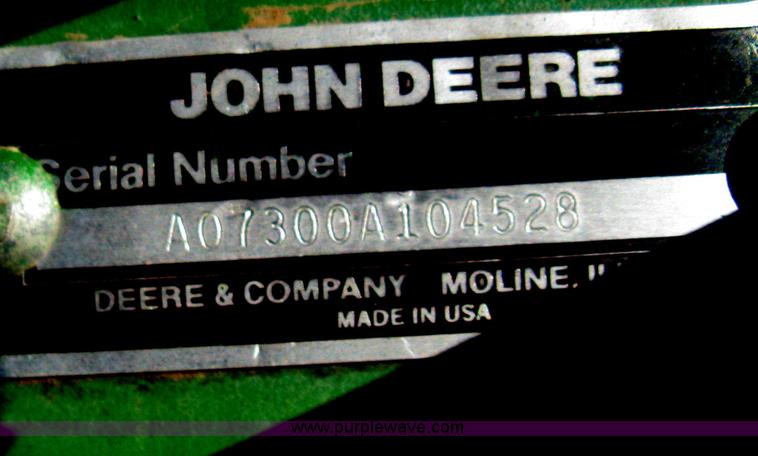 JOHN DEERE
Serial Number
A07300A104528
DEERE & COMPANY MOLINE,
MADE IN USA
www.purplewave.com